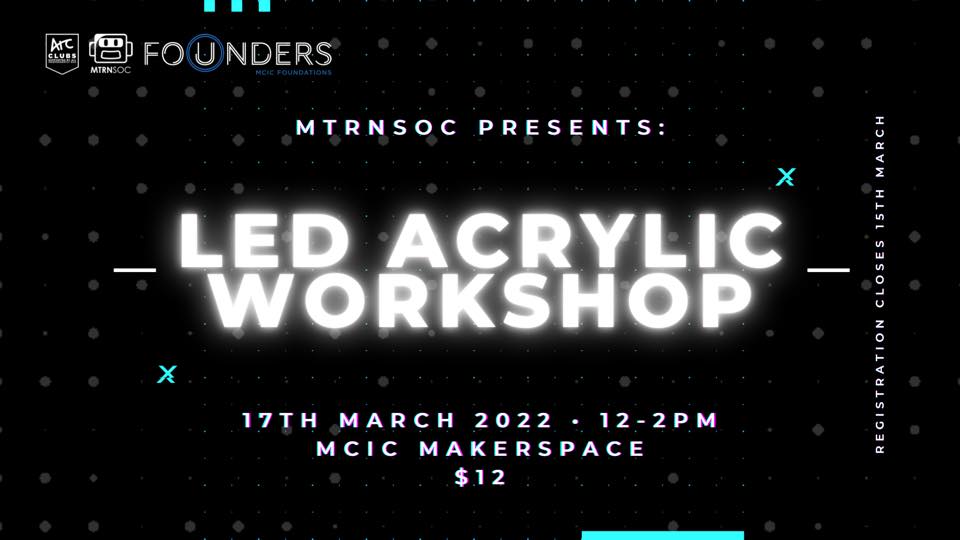 Arc
CLUBS
MTRNSOC
FOUNDERS
MCIC FOUNDATIONS
MTRNSOC PRESENTS:
LED ACRYLIC
WORKSHOP
17TH MARCH 2022 • 12-2PM
MCIC MAKERSPACE
$12
REGISTRATION CLOSES 15TH MARCH